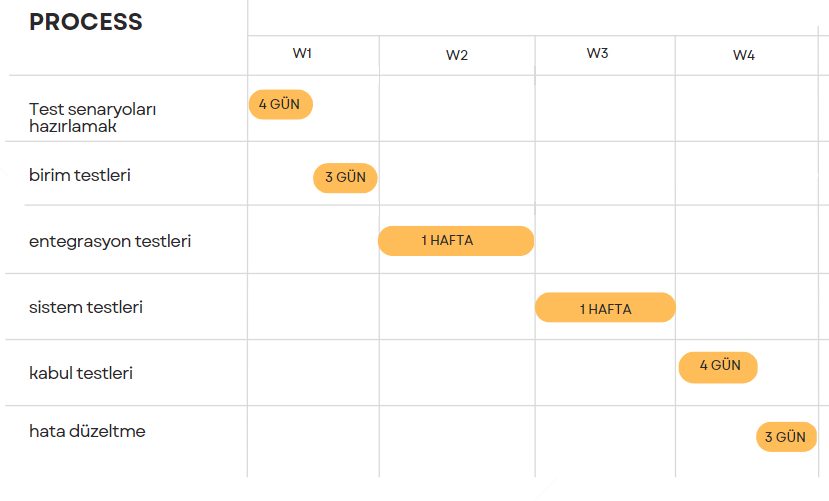 PROCESS
W1
W2
W3
W4
Test senaryoları
hazırlamak
4 GÜN
birim testleri
3 GÜN
entegrasyon testleri
1 HAFTA
sistem testleri
1 HAFTA
kabul testleri
4 GÜN
hata düzeltme
3 GÜN